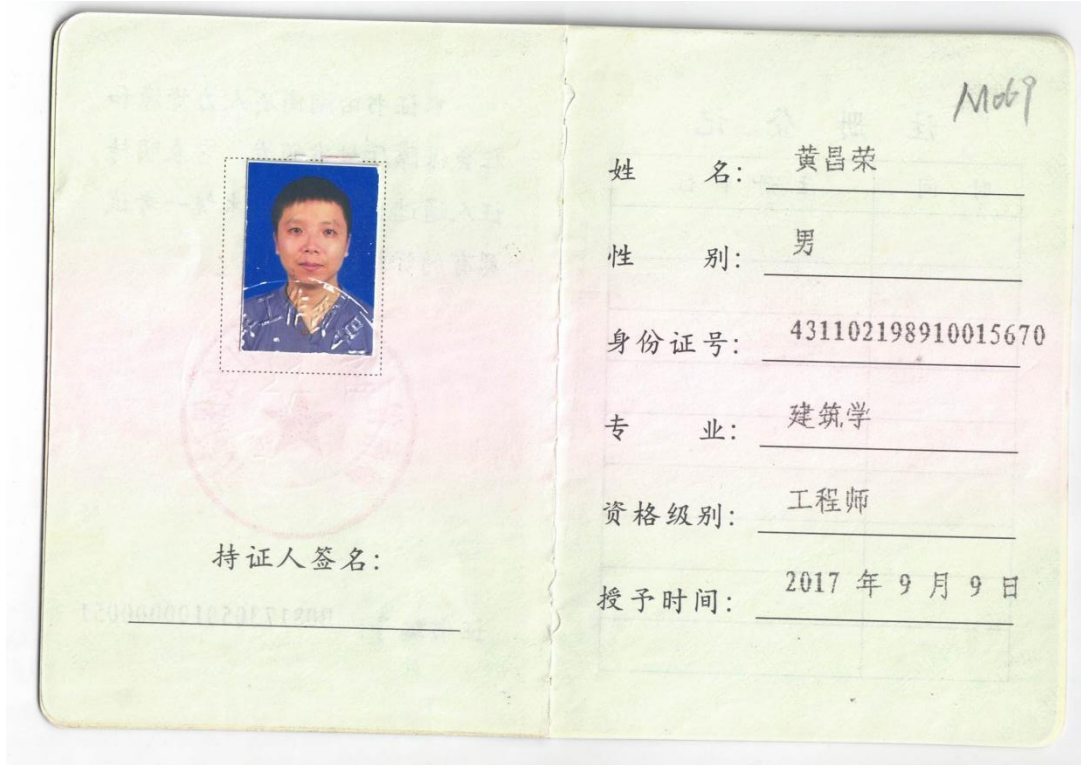 M069
姓 名: 黄昌荣
性 别: 男
身份证号: 431102198910015670
专 业: 建筑学
资格级别: 工程师
授予时间: 2017 年 9 月 9 日
持证人签名: